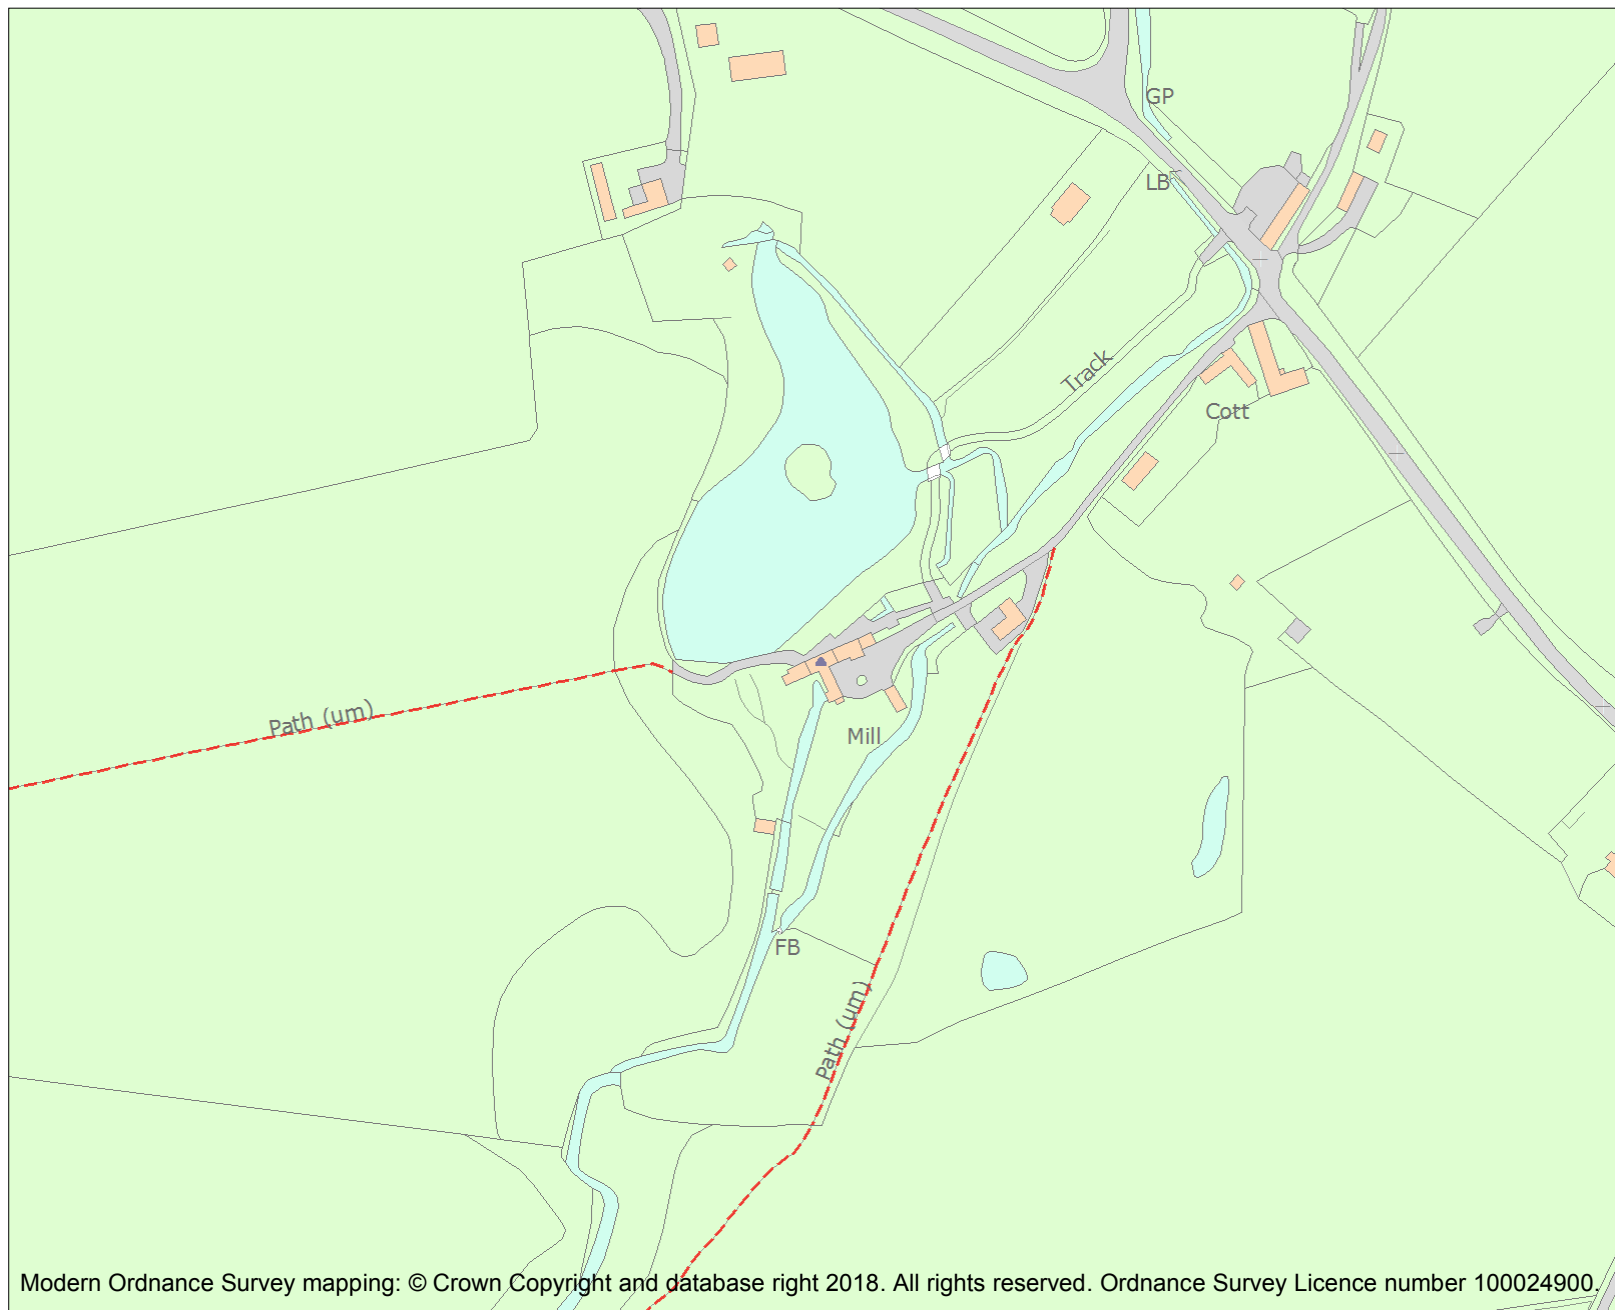 GP
LB
Track
Cott
Path (um)
Mill
FB
Path (um)
Modern Ordnance Survey mapping: © Crown Copyright and database right 2018. All rights reserved. Ordnance Survey Licence number 100024900.